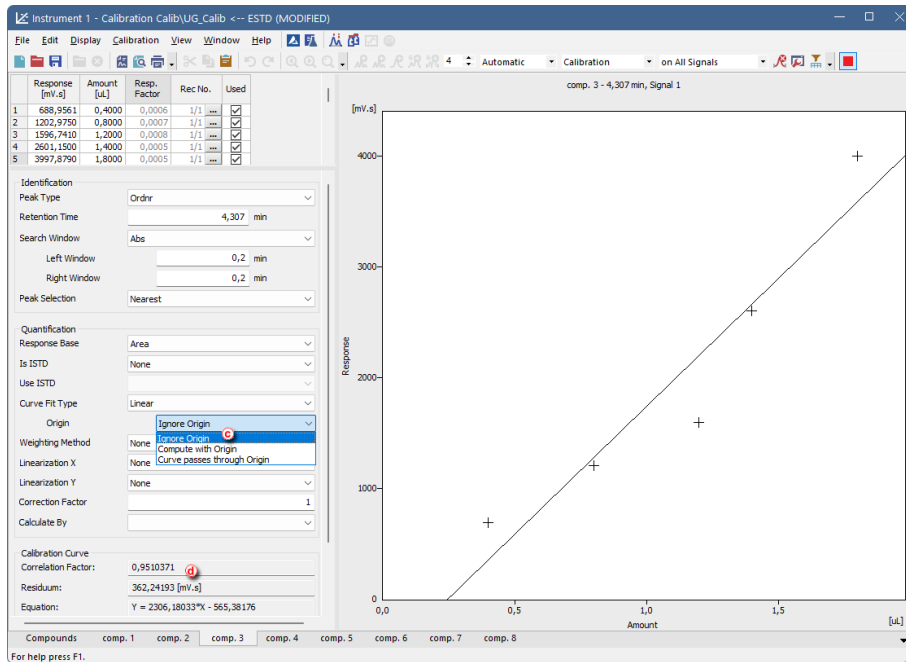 Instrument 1 - Calibration Calib\UG_Calib <-- ESTD (MODIFIED)
File Edit Display Calibration View Window Help
4 Automatic Calibration on All Signals
Response [mV.s] Amount [uL] Resp. Factor Rec No. Used
1 688,9561 0,4000 0,0006 1/1 ...
2 1202,9750 0,8000 0,0007 1/1 ...
3 1596,7410 1,2000 0,0008 1/1 ...
4 2601,1500 1,4000 0,0005 1/1 ...
5 3997,8790 1,8000 0,0005 1/1 ...
Identification
Peak Type Ordnr
Retention Time 4,307 min
Search Window Abs
Left Window 0,2 min
Right Window 0,2 min
Peak Selection Nearest
Quantification
Response Base Area
Is ISTD None
Use ISTD
Curve Fit Type Linear
Origin Ignore Origin
Ignore Origin c
Weighting Method None Compute with Origin
Linearization X None Curve passes through Origin
Linearization Y None
Correction Factor 1
Calculate By
Calibration Curve
Correlation Factor: 0,9510371 d
Residuum: 362,24193 [mV.s]
Equation: Y = 2306,18033*X - 565,38176
comp. 3 - 4,307 min, Signal 1
[mV.s]
4000
3000
Response
2000
1000
0
0,0 0,5 1,0 1,5
Amount [uL]
Compounds comp. 1 comp. 2 comp. 3 comp. 4 comp. 5 comp. 6 comp. 7 comp. 8
For help press F1.